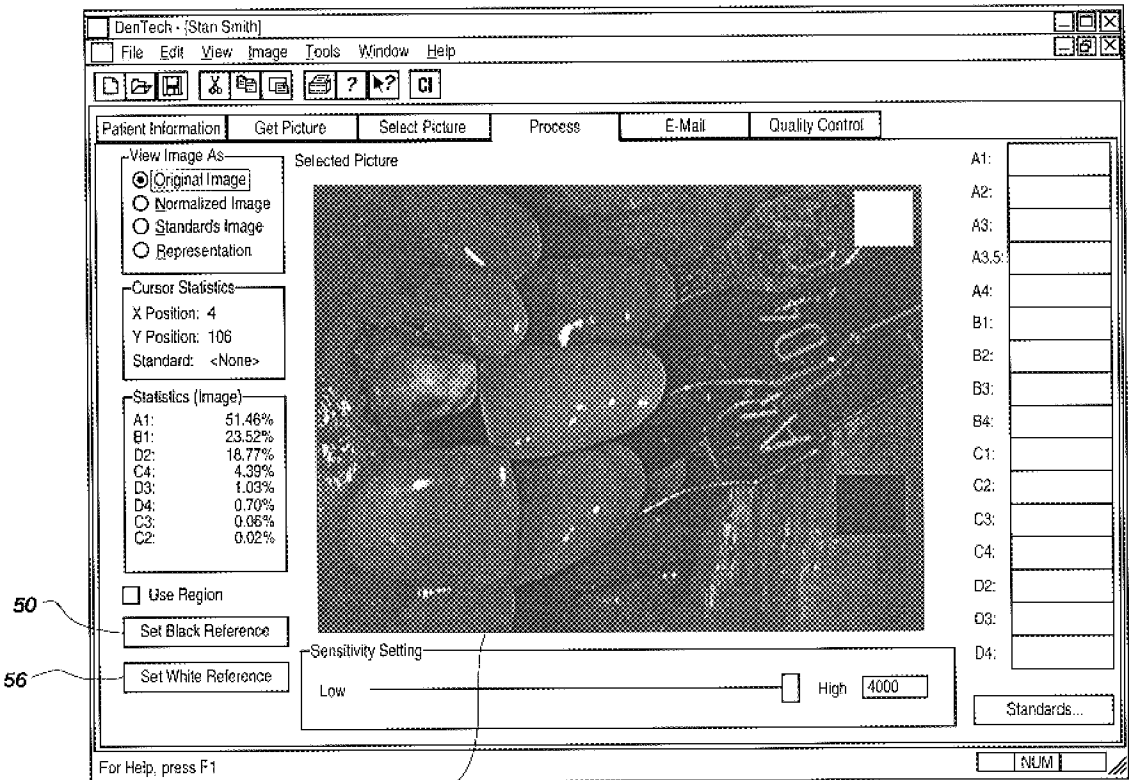 DenTech - [Stan Smith]
File Edit View Image Tools Window Help
? ? CI
Patient Information Get Picture Select Picture Process E-Mail Quality Control
View Image As
Original Image
Normalized Image
Standard's Image
Representation
Cursor Statistics
X Position: 4
Y Position: 106
Standard: <None>
Statistics (Image)
A1: 51.46%
B1: 23.52%
D2: 18.77%
C4: 4.39%
D3: 1.03%
D4: 0.70%
C3: 0.06%
C2: 0.02%
Use Region
50
Set Black Reference
56
Set White Reference
Selected Picture
Sensitivity Setting
Low High 4000
A1:
A2:
A3:
A3.5:
A4:
B1:
B2:
B3:
B4:
C1:
C2:
C3:
C4:
D2:
D3:
D4:
Standards...
For Help, press F1
NUM